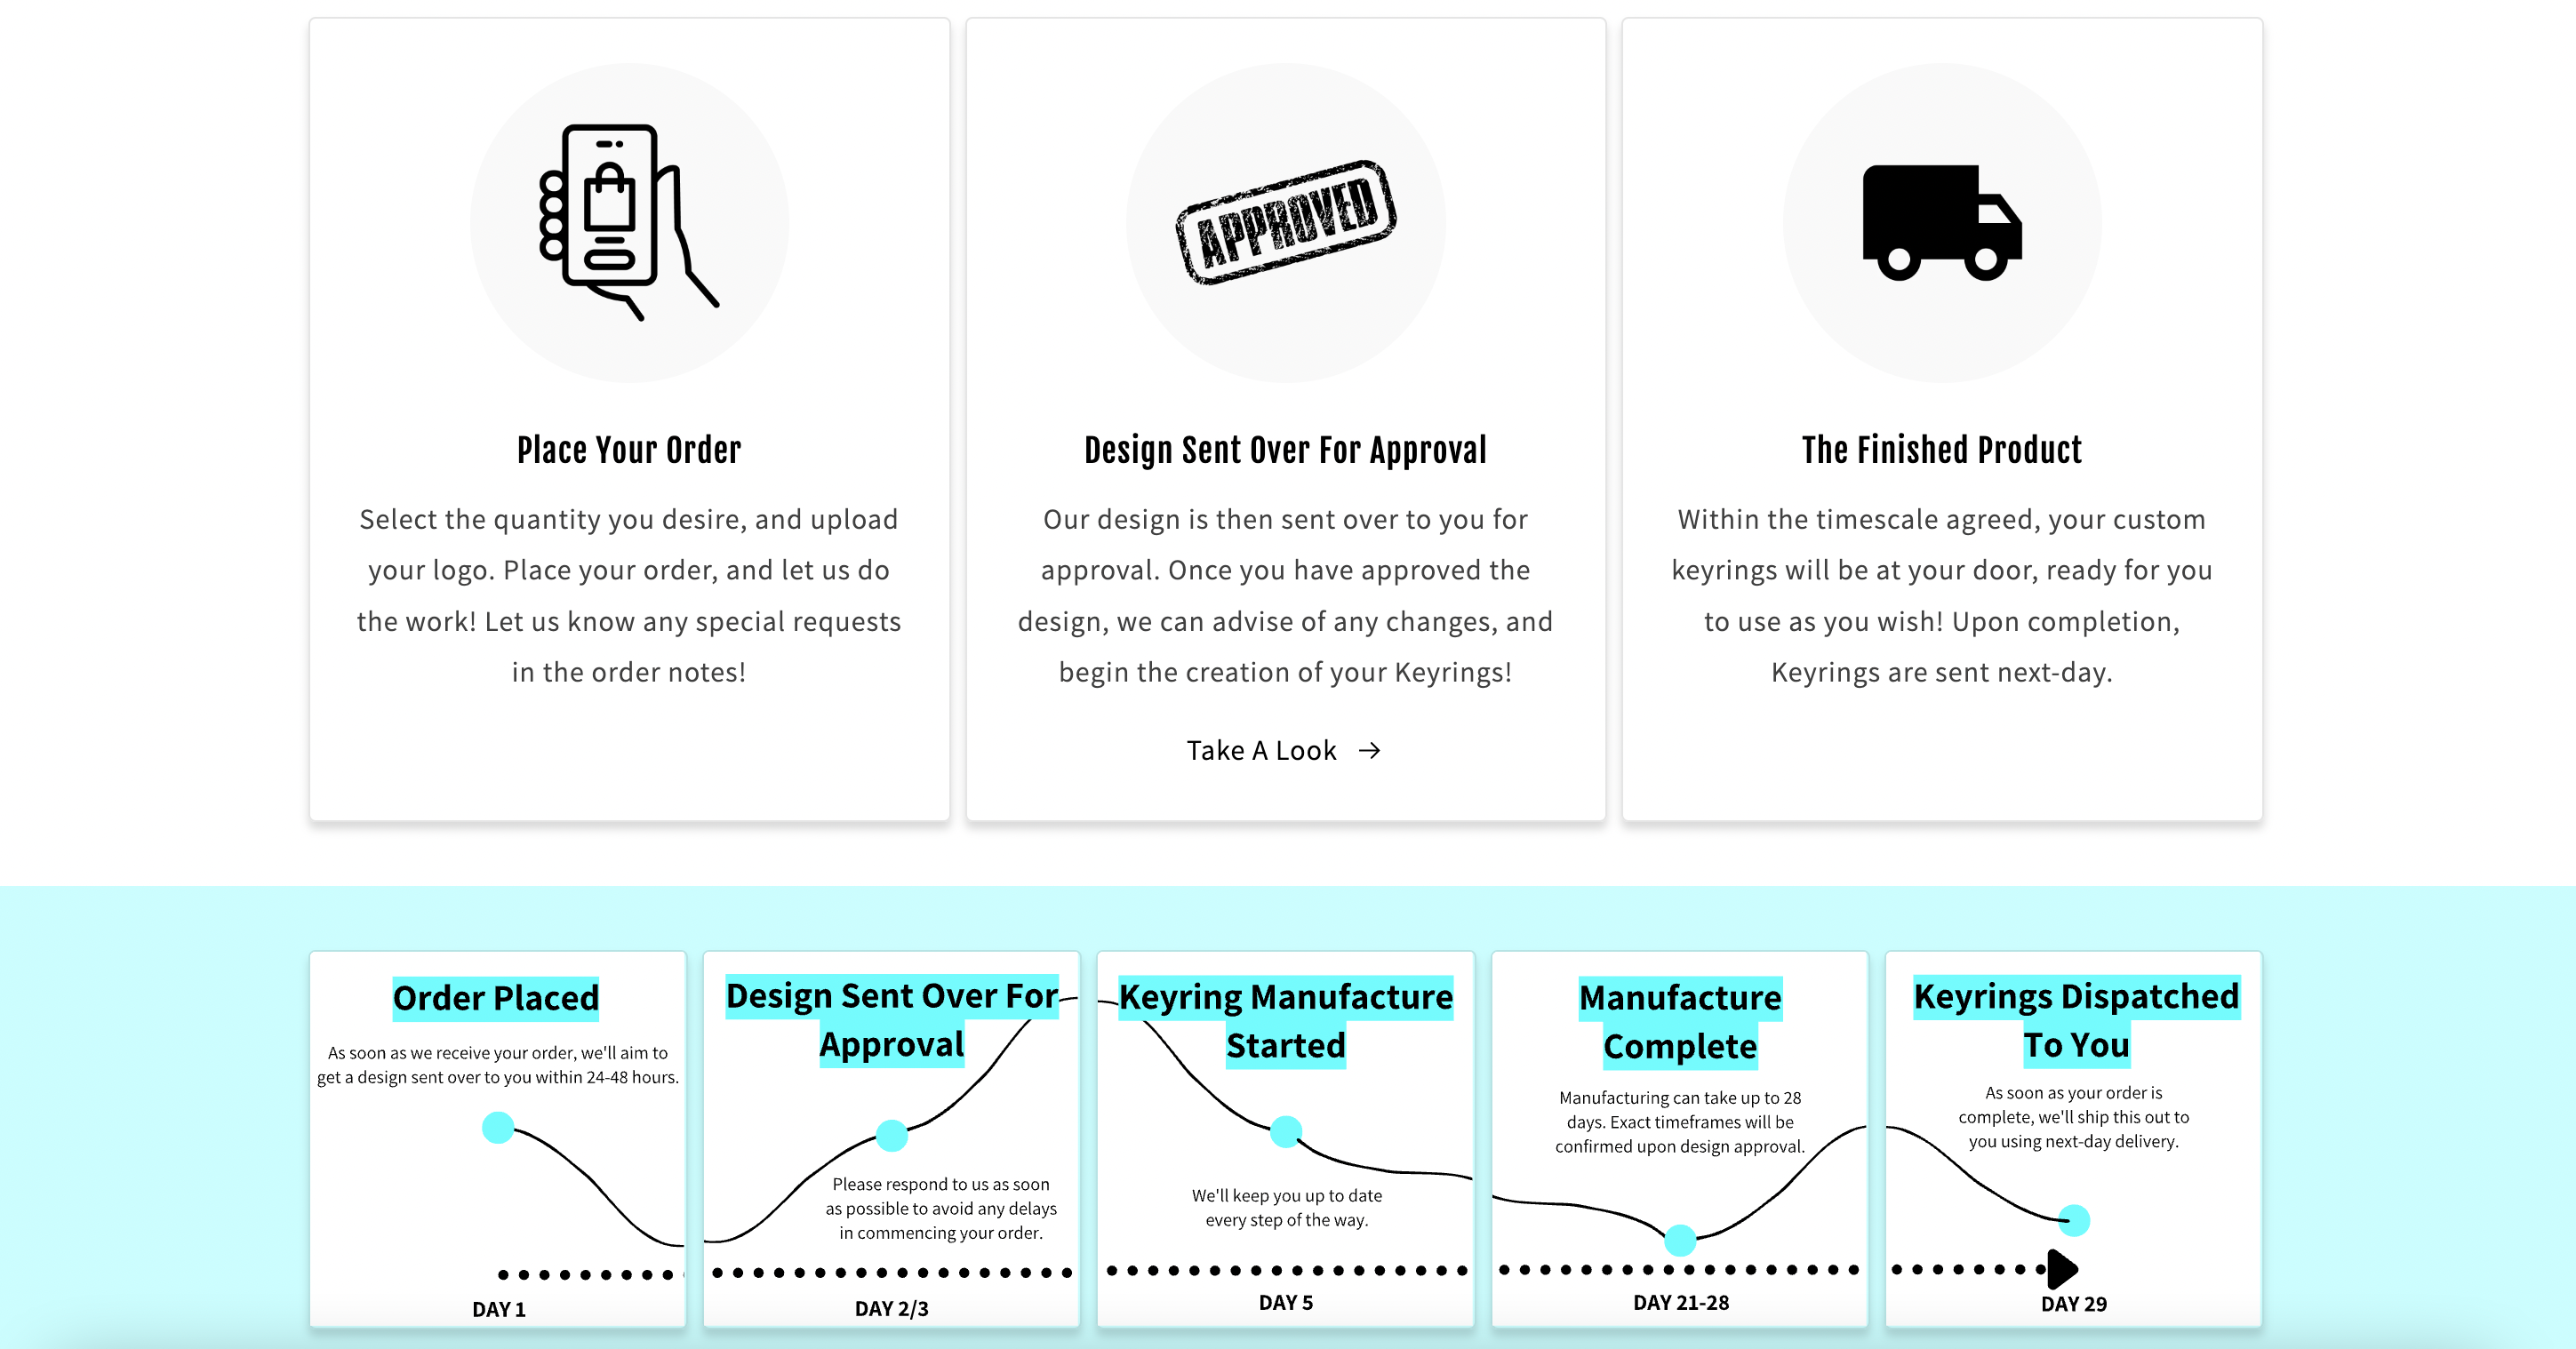 APPROVED
Place Your Order
Select the quantity you desire, and upload
your logo. Place your order, and let us do
the work! Let us know any special requests
in the order notes!
Design Sent Over For Approval
Our design is then sent over to you for
approval. Once you have approved the
design, we can advise of any changes, and
begin the creation of your Keyrings!
Take A Look →
The Finished Product
Within the timescale agreed, your custom
keyrings will be at your door, ready for you
to use as you wish! Upon completion,
Keyrings are sent next-day.
Order Placed
As soon as we receive your order, we'll aim to
get a design sent over to you within 24-48 hours.
DAY 1
Design Sent Over For
Approval
Please respond to us as soon
as possible to avoid any delays
in commencing your order.
DAY 2/3
Keyring Manufacture
Started
We'll keep you up to date
every step of the way.
DAY 5
Manufacture
Complete
Manufacturing can take up to 28
days. Exact timeframes will be
confirmed upon design approval.
DAY 21-28
Keyrings Dispatched
To You
As soon as your order is
complete, we'll ship this out to
you using next-day delivery.
DAY 29